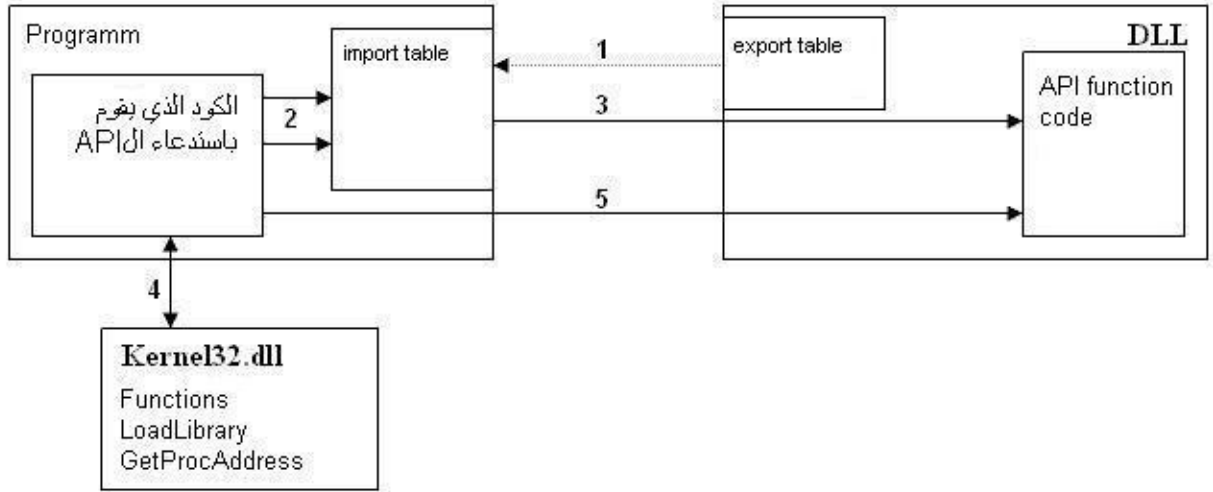 Programm
الكود الذي يقوم
باستدعاء الAPI
import table
2
1
3
5
export table
DLL
API function
code
4
Kernel32.dll
Functions
LoadLibrary
GetProcAddress